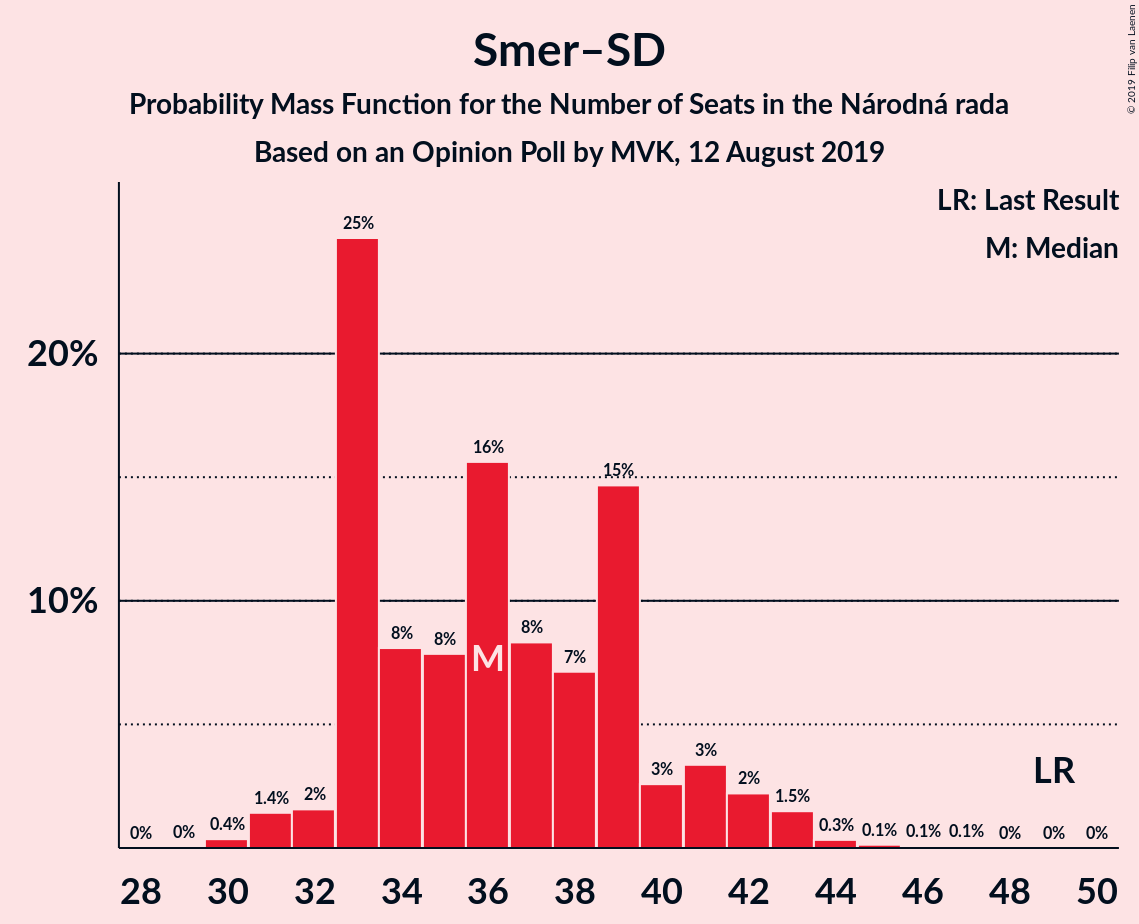 Smer–SD
Probability Mass Function for the Number of Seats in the Národná rada
Based on an Opinion Poll by MVK, 12 August 2019
© 2019 Filip van Laenen
LR: Last Result
M: Median
20%
10%
0% 0% 0.4% 1.4% 2% 25% 8% 8% 16% 8% 7% 15% 3% 3% 2% 1.5% 0.3% 0.1% 0.1% 0.1% 0% 0% 0%
M
LR
28 30 32 34 36 38 40 42 44 46 48 50